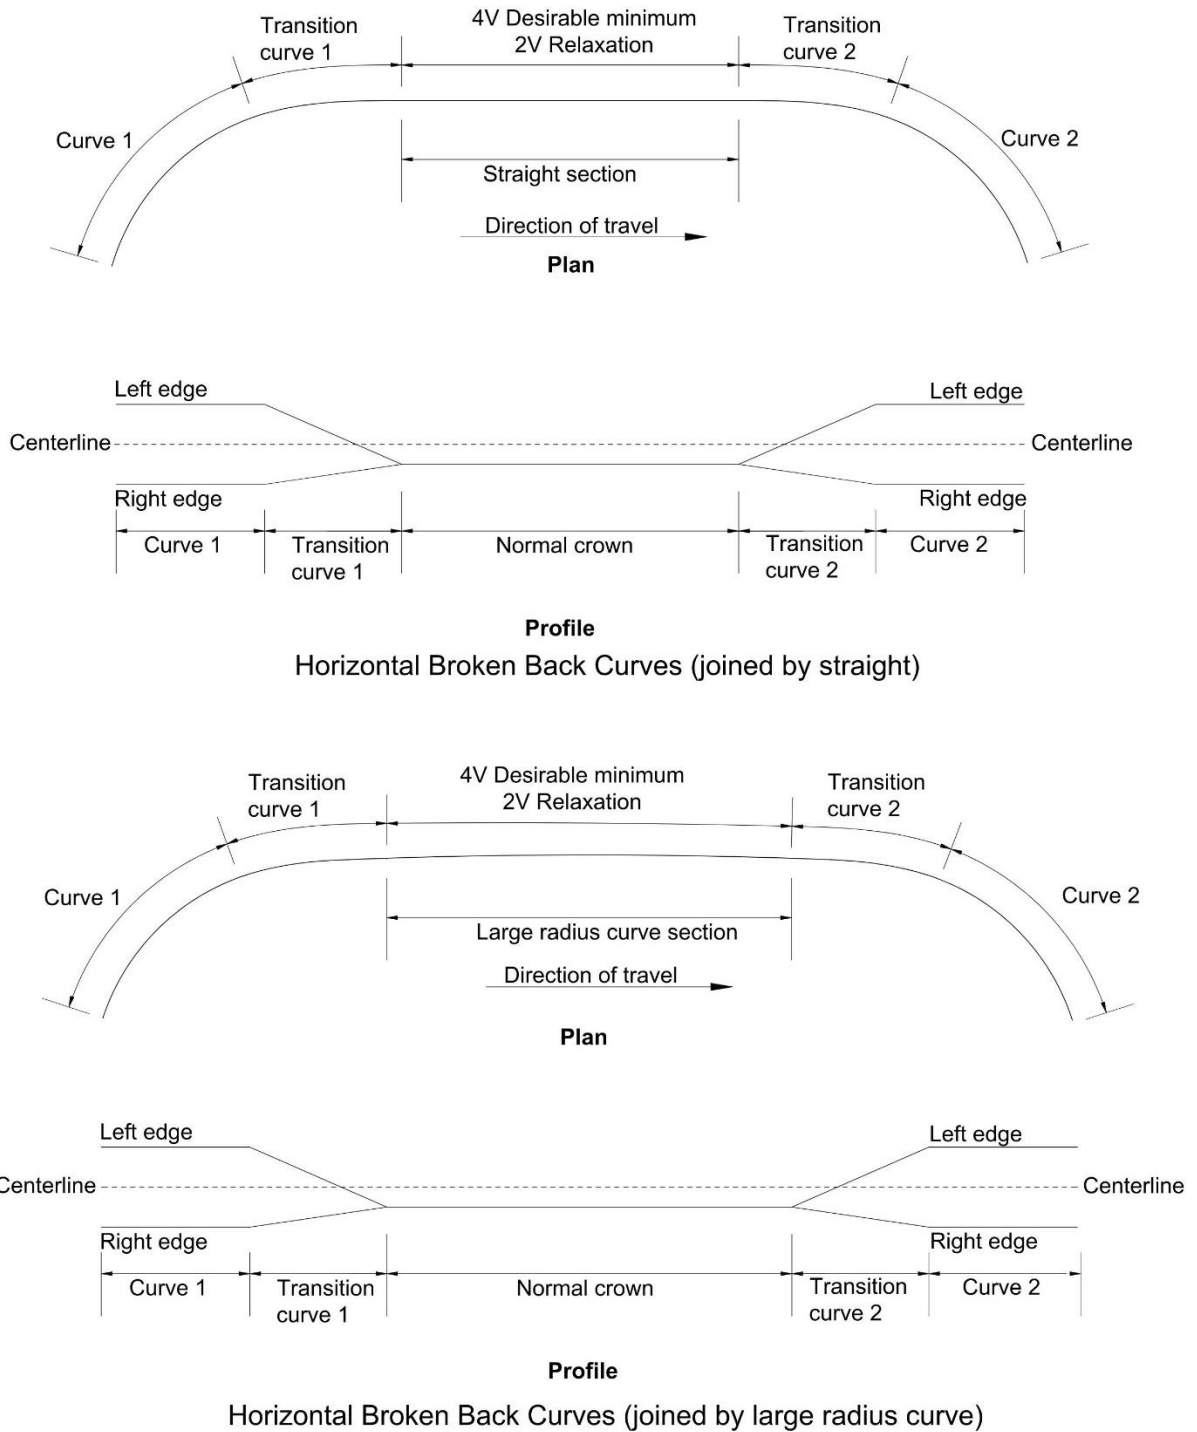 4V Desirable minimum
2V Relaxation
Transition
curve 1
Transition
curve 2
Curve 1
Curve 2
Straight section
Direction of travel
Plan
Left edge
Left edge
Centerline
Centerline
Right edge
Right edge
Curve 1
Transition
curve 1
Normal crown
Transition
curve 2
Curve 2
Profile
Horizontal Broken Back Curves (joined by straight)
4V Desirable minimum
2V Relaxation
Transition
curve 1
Transition
curve 2
Curve 1
Curve 2
Large radius curve section
Direction of travel
Plan
Left edge
Left edge
Centerline
Centerline
Right edge
Right edge
Curve 1
Transition
curve 1
Normal crown
Transition
curve 2
Curve 2
Profile
Horizontal Broken Back Curves (joined by large radius curve)